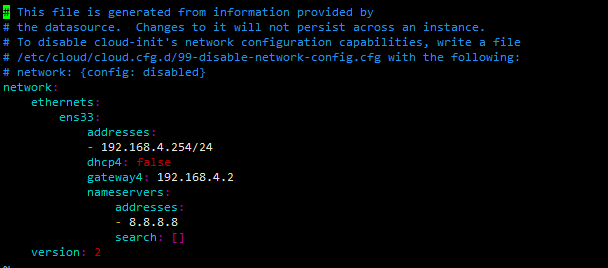 # This file is generated from information provided by
# the datasource.  Changes to it will not persist across an instance.
# To disable cloud-init's network configuration capabilities, write a file
# /etc/cloud/cloud.cfg.d/99-disable-network-config.cfg with the following:
# network: {config: disabled}
network:
    ethernets:
        ens33:
            addresses:
            - 192.168.4.254/24
            dhcp4: false
            gateway4: 192.168.4.2
            nameservers:
                addresses:
                - 8.8.8.8
                search: []
    version: 2